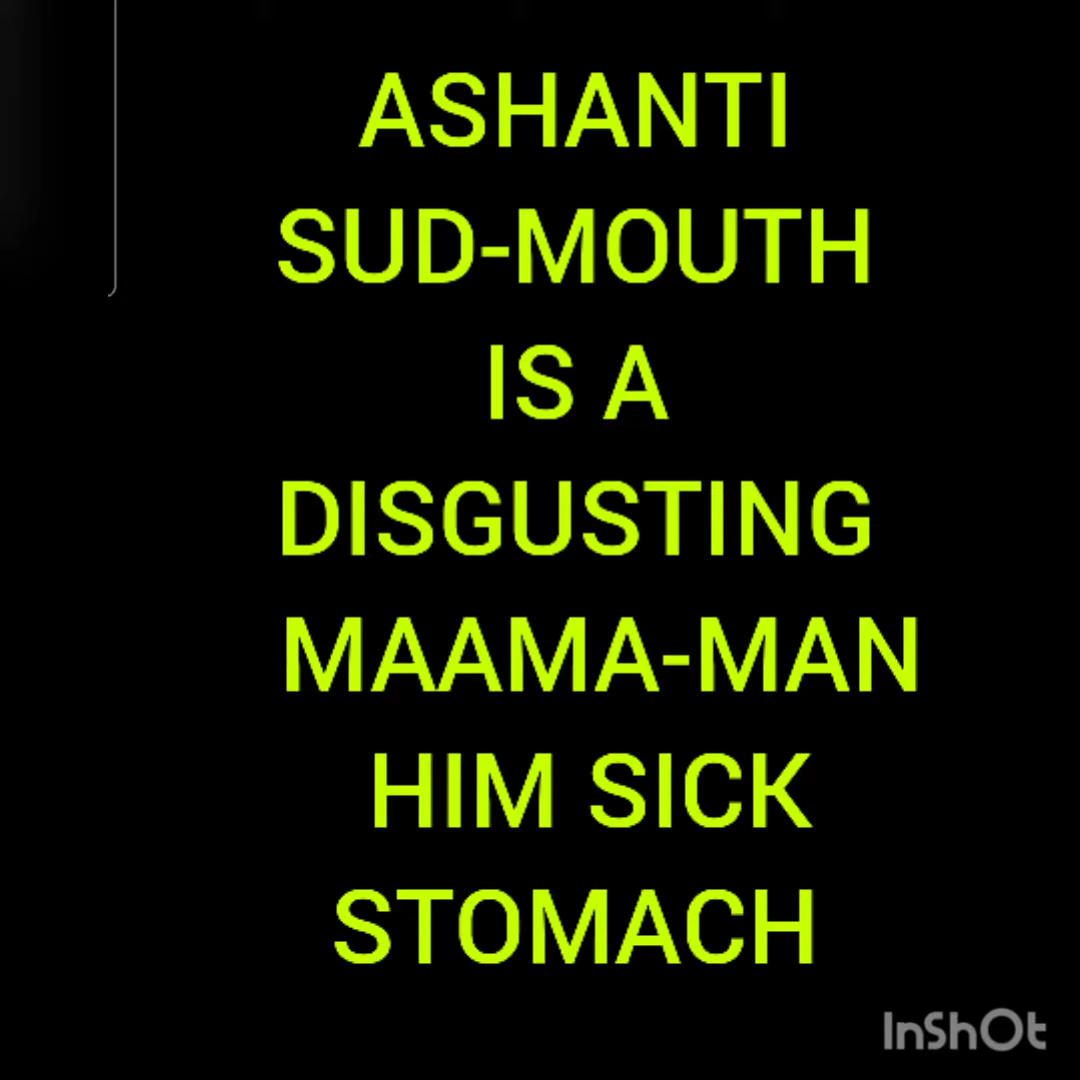 ASHANTI
SUD-MOUTH
IS A
DISGUSTING
MAAMA-MAN
HIM SICK
STOMACH
InShOt